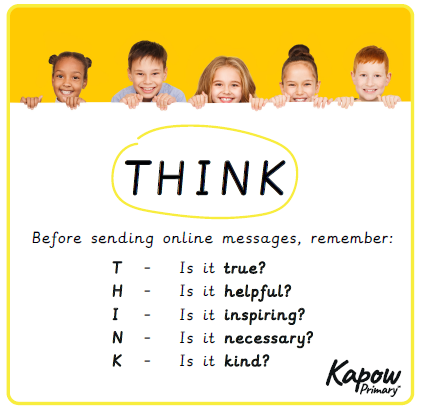 THINK
Before sending online messages, remember:
T - Is it true?
H - Is it helpful?
I - Is it inspiring?
N - Is it necessary?
K - Is it kind?
Kapow
Primary™